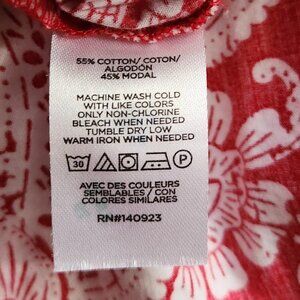 55% COTTON/ COTON/
ALGODÓN
45% MODAL
MACHINE WASH COLD
WITH LIKE COLORS
ONLY NON-CHLORINE
BLEACH WHEN NEEDED
TUMBLE DRY LOW
WARM IRON WHEN NEEDED
30 P
AVEC DES COULEURS
SEMBLABLES / CON
COLORES SIMILARES
RN#140923